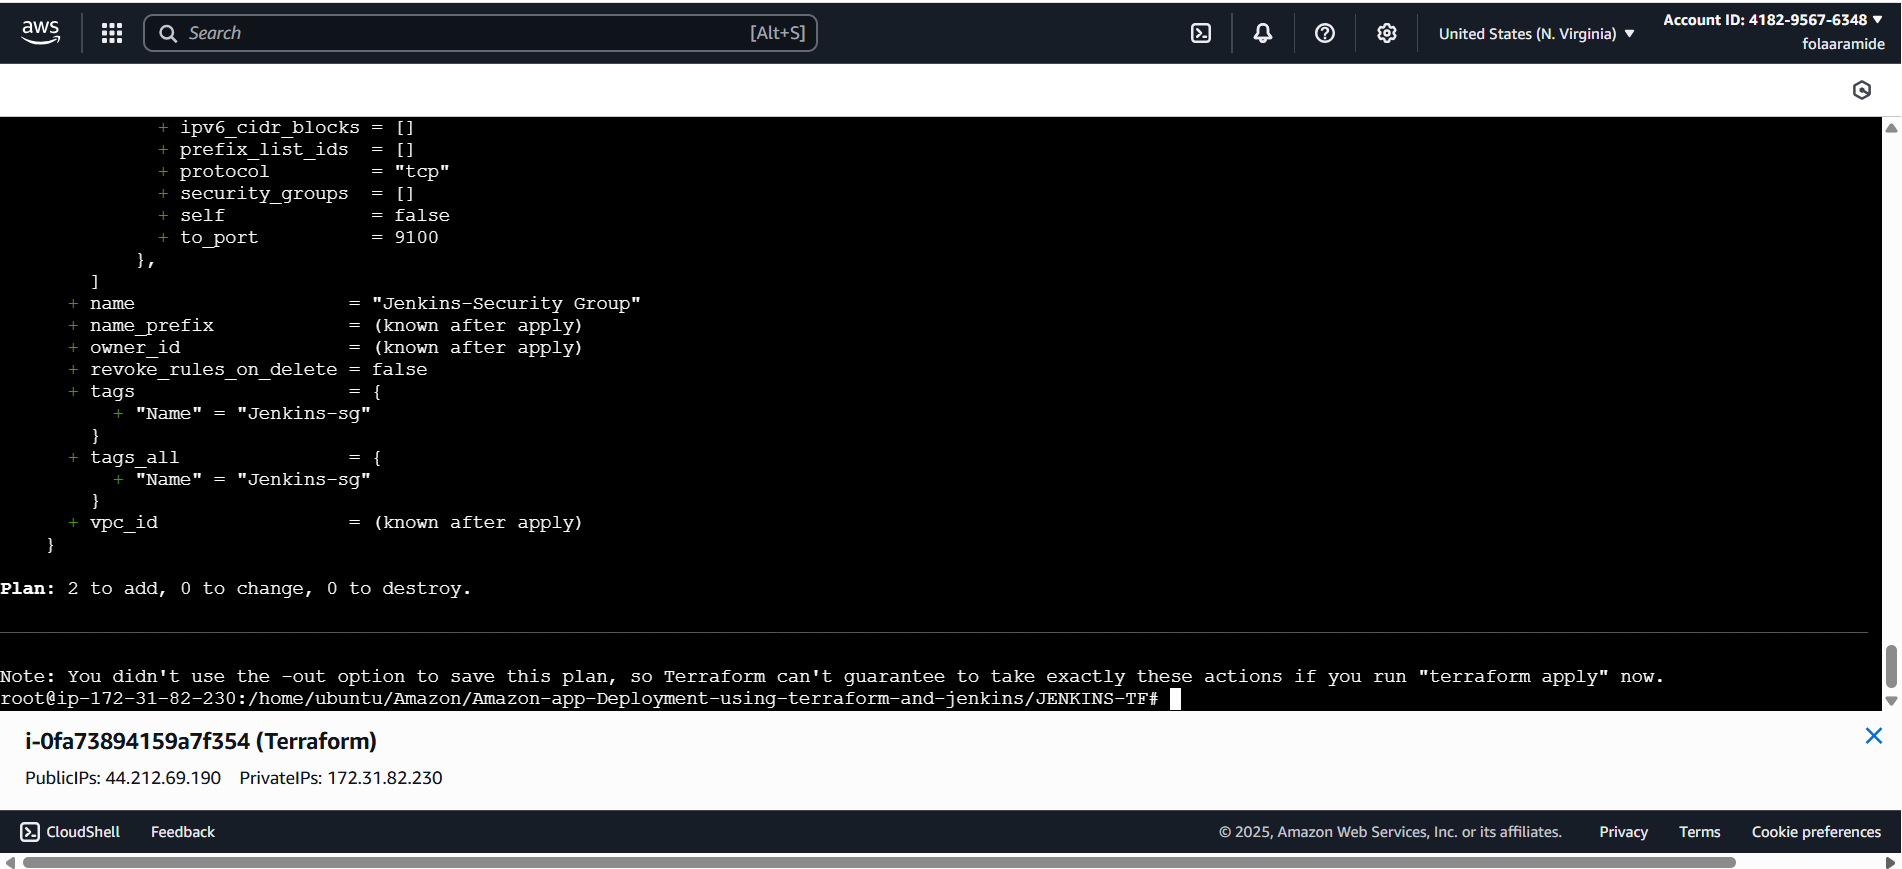 aws
Search [Alt+S]
United States (N. Virginia) ▼
Account ID: 4182-9567-6348 ▼
folaaramide
+ ipv6_cidr_blocks = []
+ prefix_list_ids = []
+ protocol = "tcp"
+ security_groups = []
+ self = false
+ to_port = 9100
},
]
+ name = "Jenkins-Security Group"
+ name_prefix = (known after apply)
+ owner_id = (known after apply)
+ revoke_rules_on_delete = false
+ tags = {
+ "Name" = "Jenkins-sg"
}
+ tags_all = {
+ "Name" = "Jenkins-sg"
}
+ vpc_id = (known after apply)
}
Plan: 2 to add, 0 to change, 0 to destroy.
Note: You didn't use the -out option to save this plan, so Terraform can't guarantee to take exactly these actions if you run "terraform apply" now.
root@ip-172-31-82-230:/home/ubuntu/Amazon/Amazon-app-Deployment-using-terraform-and-jenkins/JENKINS-TF#
i-0fa73894159a7f354 (Terraform)
PublicIPs: 44.212.69.190 PrivateIPs: 172.31.82.230
CloudShell Feedback © 2025, Amazon Web Services, Inc. or its affiliates. Privacy Terms Cookie preferences